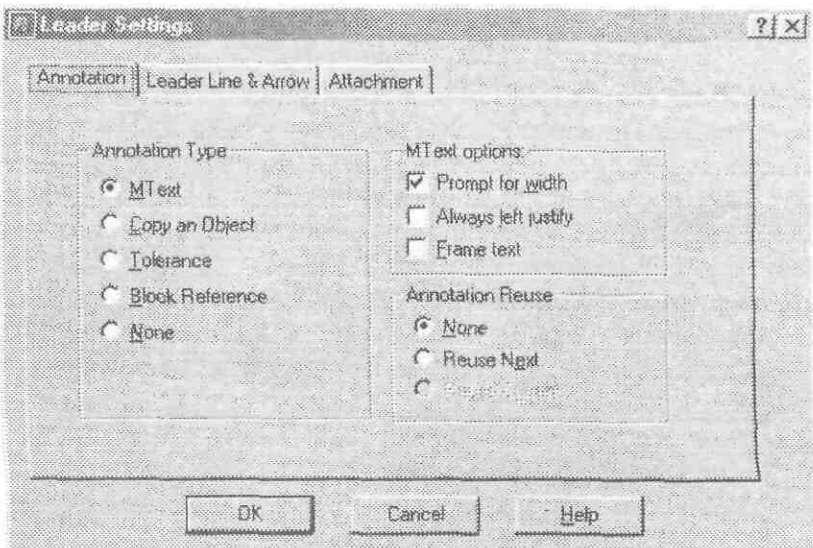 Leader Settings
Annotation
Leader Line & Arrow
Attachment
Annotation Type
MText
Copy an Object
Tolerance
Block Reference
None
MText options:
Prompt for width
Always left justify
Frame text
Annotation Reuse
None
Reuse Next
OK
Cancel
Help